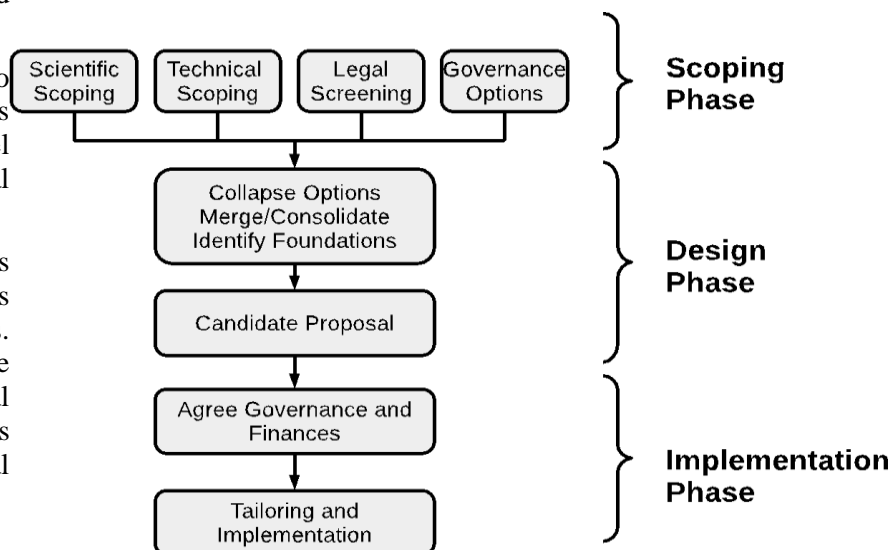 Scientific
Scoping
Technical
Scoping
Legal
Screening
Governance
Options
Scoping
Phase
Collapse Options
Merge/Consolidate
Identify Foundations
Design
Phase
Candidate Proposal
Agree Governance and
Finances
Implementation
Phase
Tailoring and
Implementation